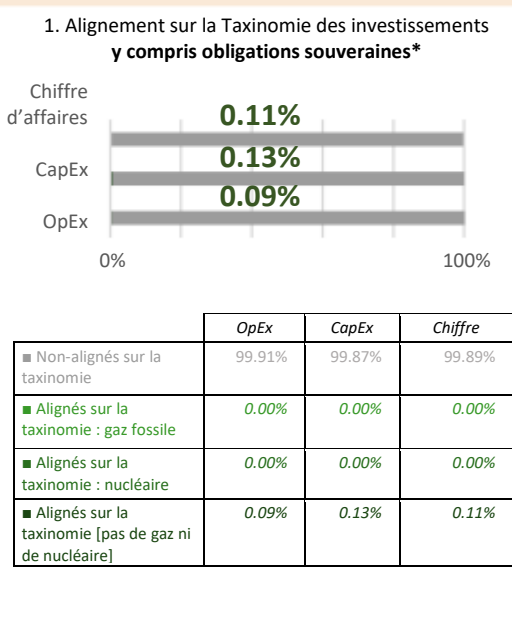 1. Alignement sur la Taxinomie des investissements
y compris obligations souveraines*
Chiffre
d'affaires
0.11%
CapEx
0.13%
OpEx
0.09%
0%
100%
OpEx CapEx Chiffre
■ Non-alignés sur la
taxinomie
99.91% 99.87% 99.89%
■ Alignés sur la
taxinomie : gaz fossile
0.00% 0.00% 0.00%
■ Alignés sur la
taxinomie : nucléaire
0.00% 0.00% 0.00%
■ Alignés sur la
taxinomie [pas de gaz ni
de nucléaire]
0.09% 0.13% 0.11%